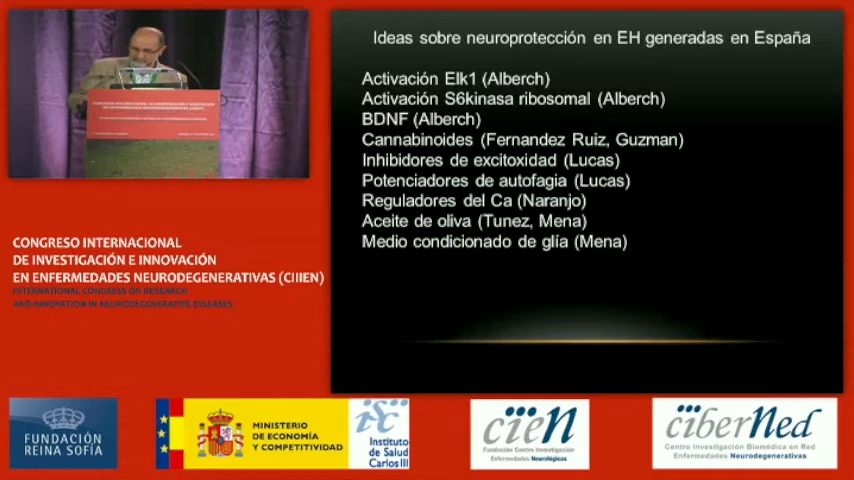 Ideas sobre neuroprotección en EH generadas en España
Activación Elk1 (Alberch)
Activación S6kinasa ribosomal (Alberch)
BDNF (Alberch)
Cannabinoides (Fernandez Ruiz, Guzman)
Inhibidores de excitoxidad (Lucas)
Potenciadores de autofagia (Lucas)
Reguladores del Ca (Naranjo)
Aceite de oliva (Tunez, Mena)
Medio condicionado de glía (Mena)
CONGRESO INTERNACIONAL
DE INVESTIGACIÓN E INNOVACIÓN
EN ENFERMEDADES NEURODEGENERATIVAS (CIIIEN)
INTERNATIONAL CONGRESS ON RESEARCH
AND INNOVATION IN NEURODEGENERATIVE DISEASES
FUNDACIÓN
REINA SOFÍA
MINISTERIO
DE ECONOMÍA
Y COMPETITIVIDAD
isc
Instituto
de Salud
Carlos III
cien
Fundación Centro Investigación
Enfermedades Neurológicas
ciberned
Centro Investigación Biomédica en Red
Enfermedades Neurodegenerativas